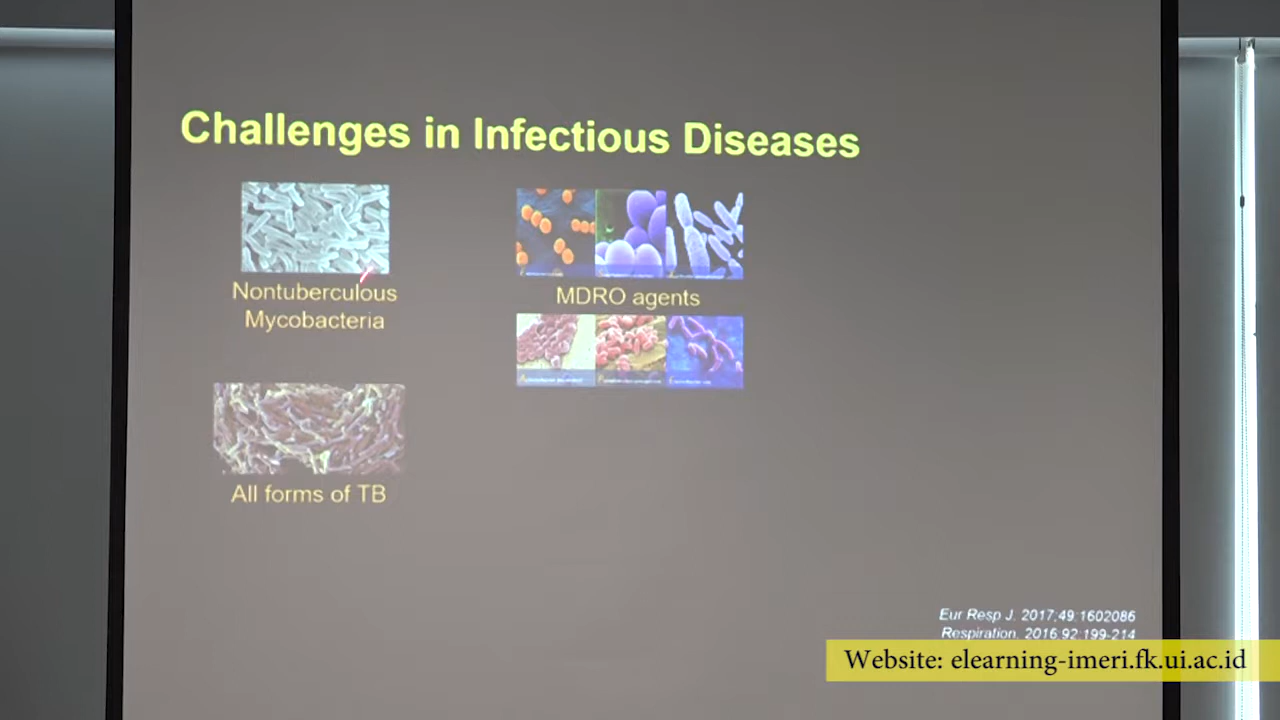 Challenges in Infectious Diseases
Nontuberculous
Mycobacteria
MDRO agents
All forms of TB
Eur Resp J. 2017;49:1602086
Respiration. 2016;92:199-214
Website: elearning-imeri.fk.ui.ac.id